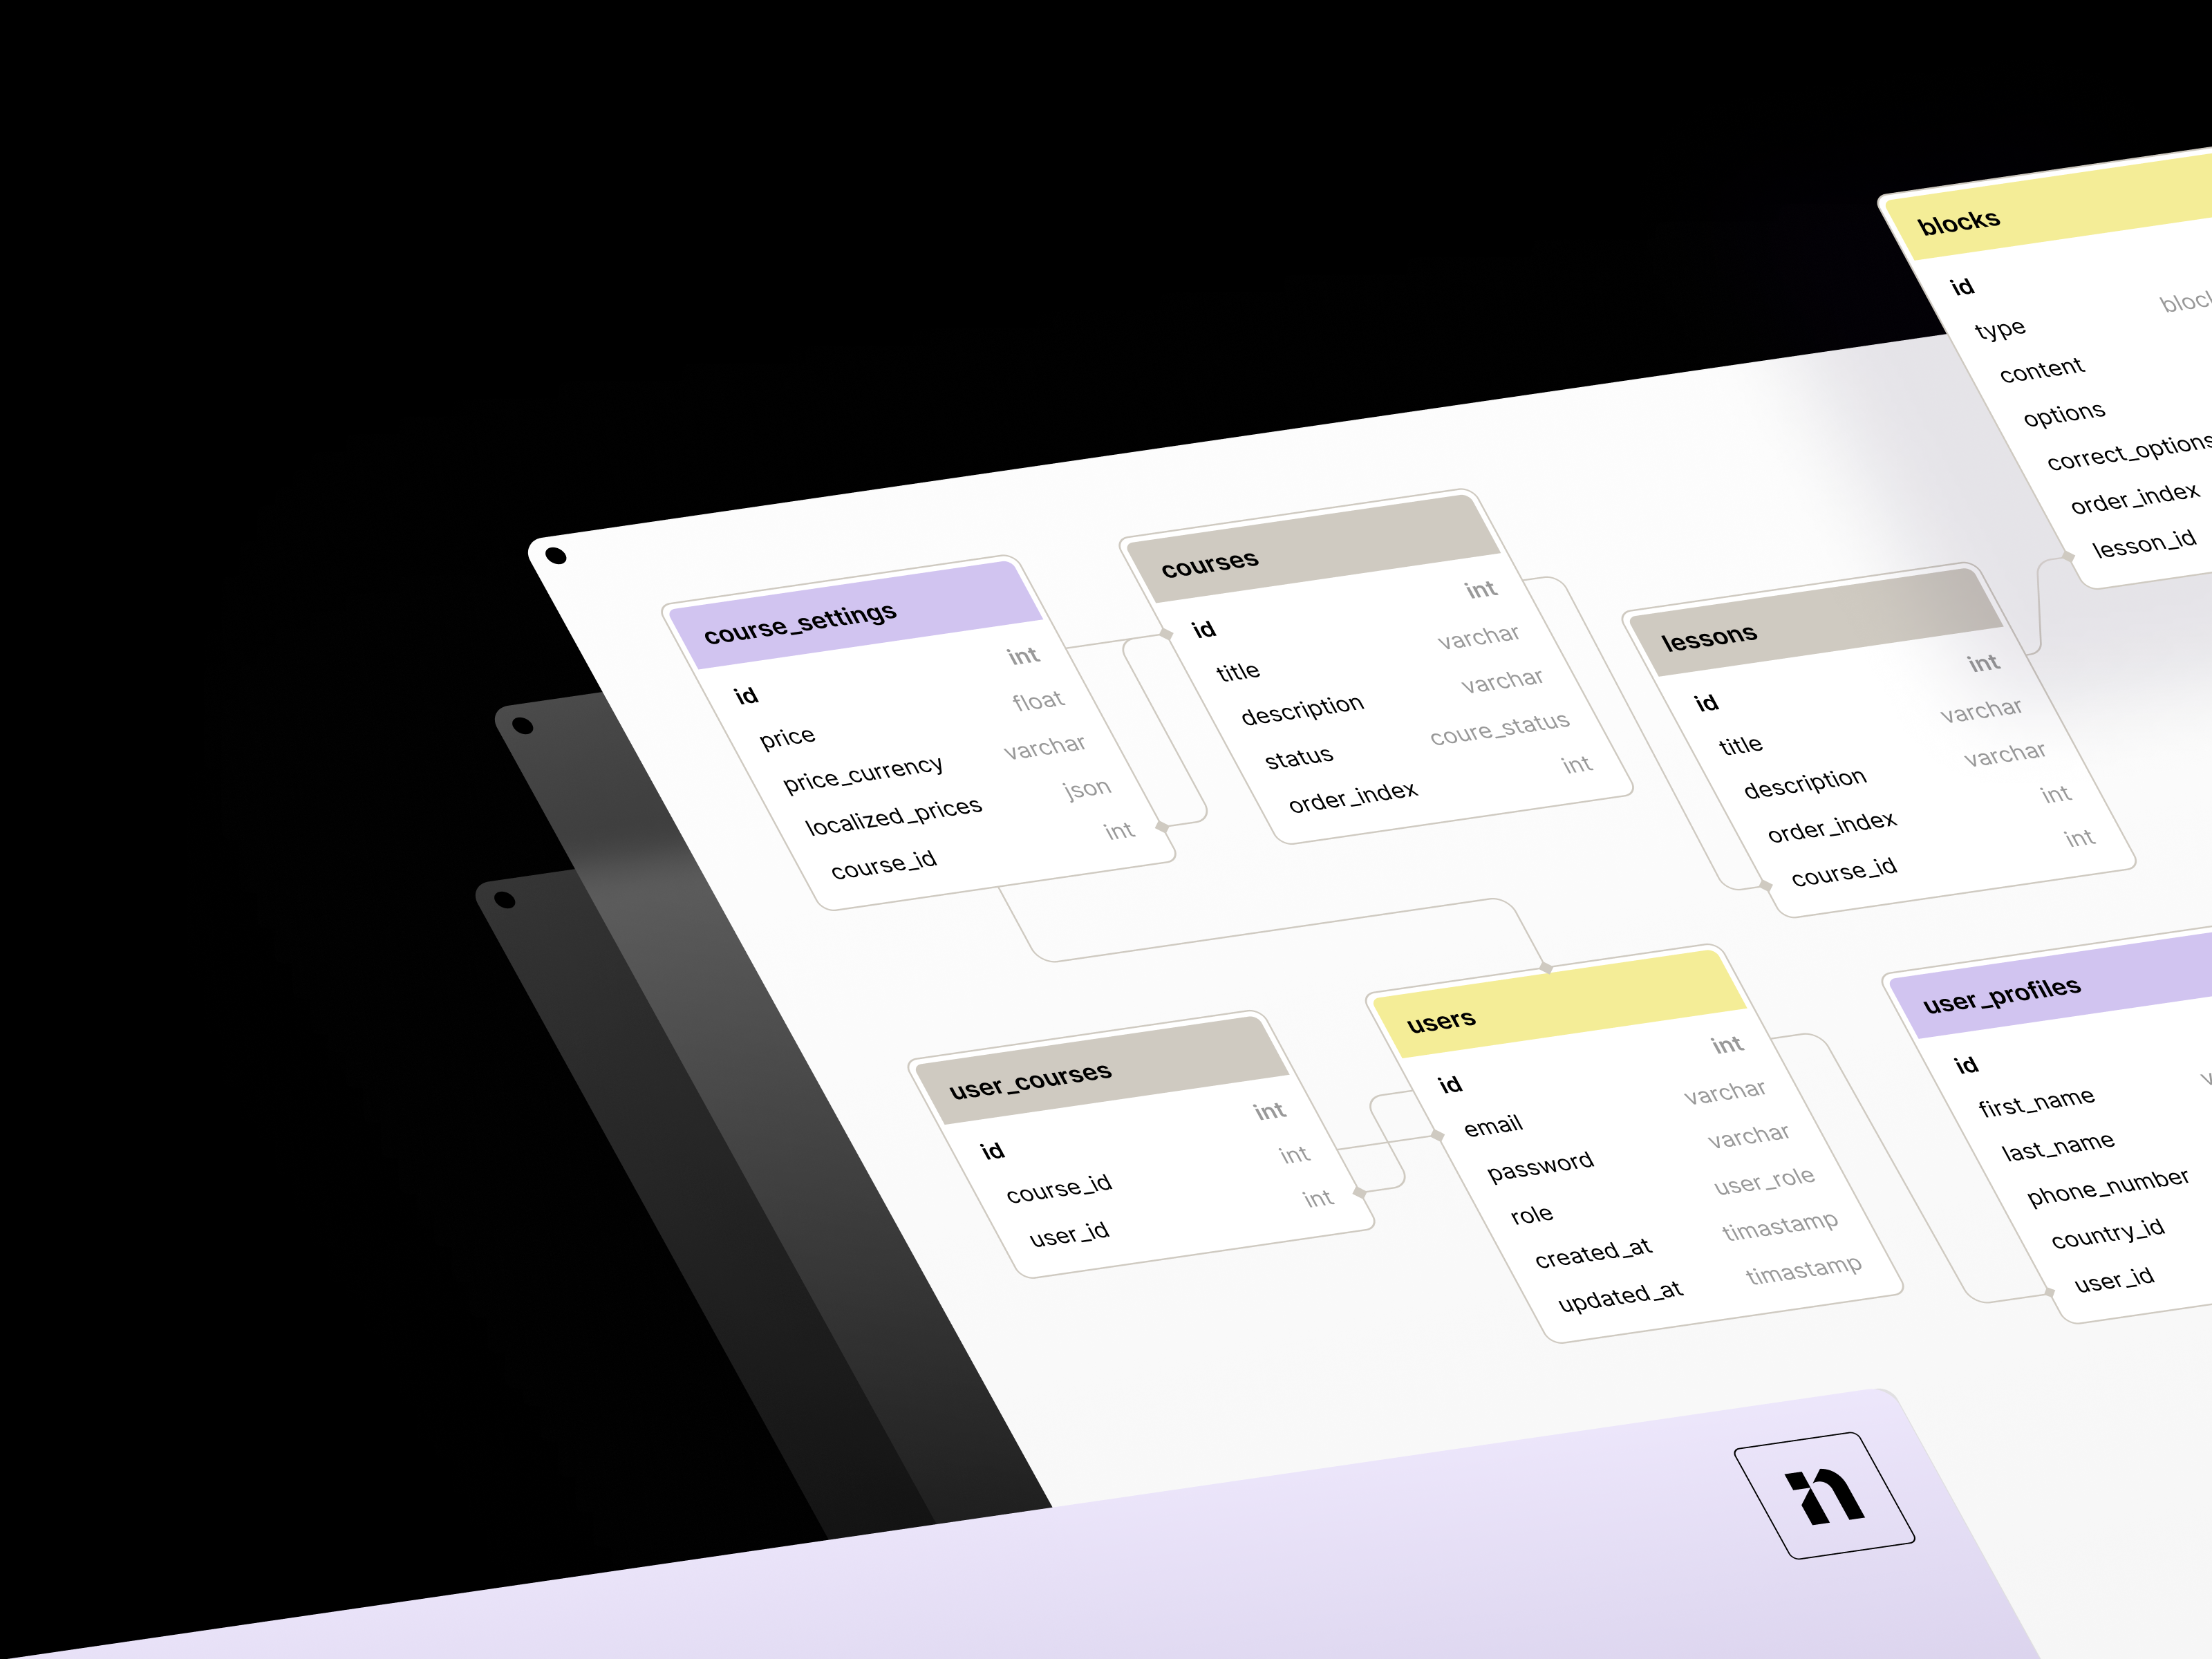 blocks
id
type block
content
options
correct_options
order_index
lesson_id
course_settings
id int
price float
price_currency varchar
localized_prices json
course_id int
courses
id int
title varchar
description varchar
status coure_status
order_index int
lessons
id int
title varchar
description varchar
order_index int
course_id int
user_courses
id int
course_id int
user_id int
users
id int
email varchar
password varchar
role user_role
created_at timastamp
updated_at timastamp
user_profiles
id
first_name
last_name
phone_number
country_id
user_id
n